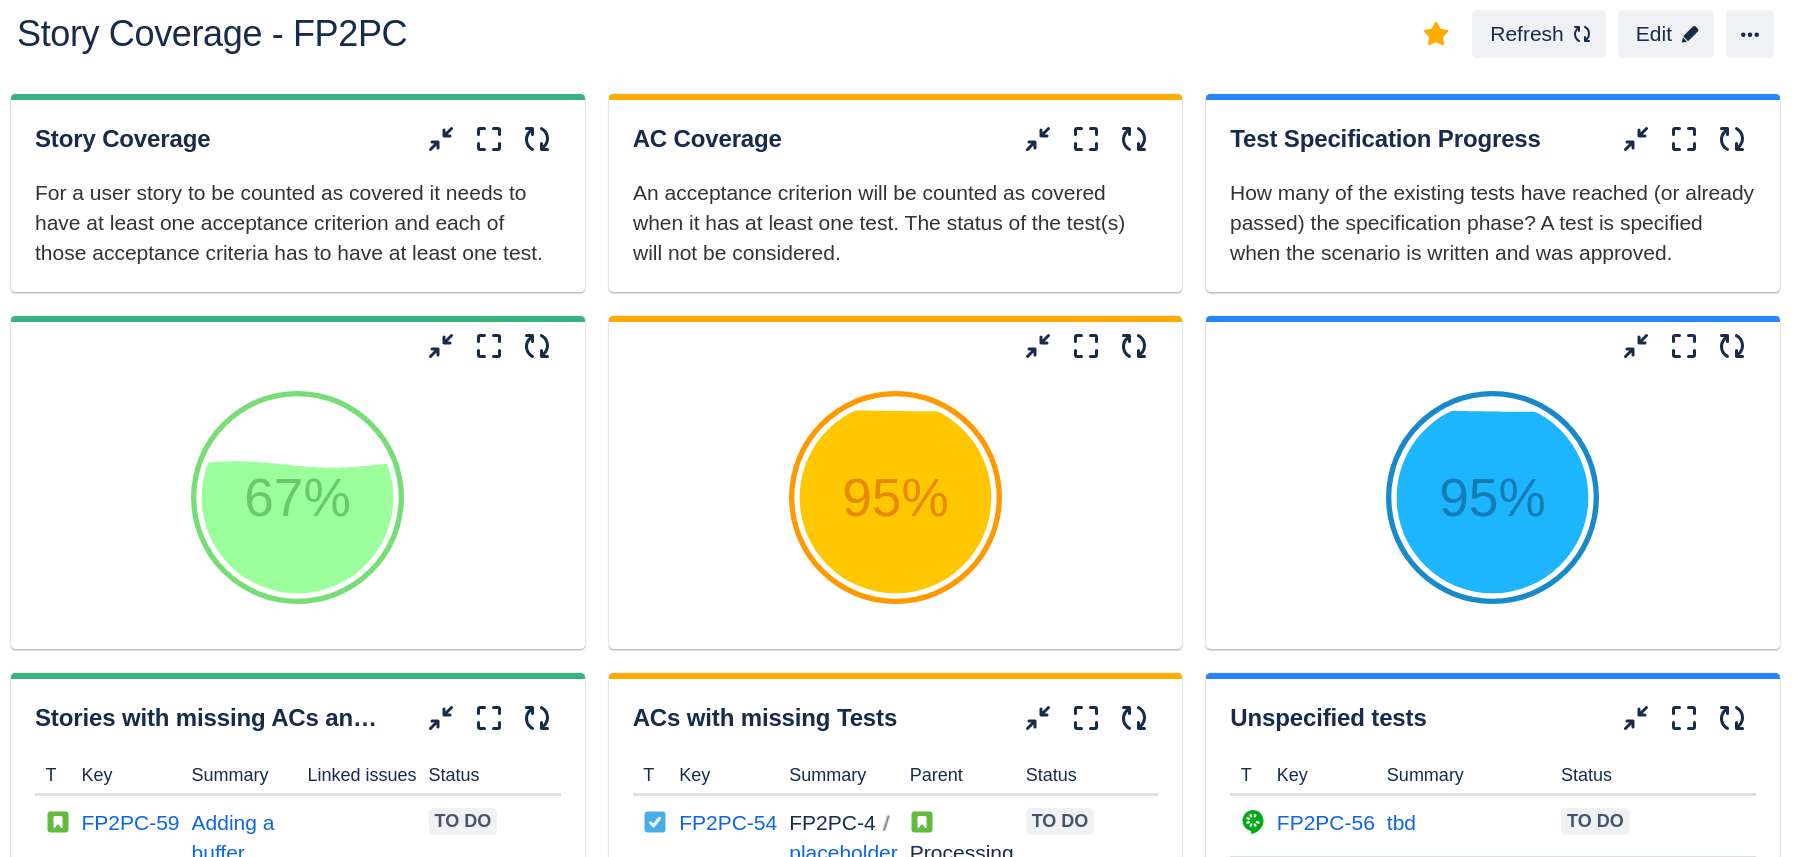 Story Coverage - FP2PC
Refresh
Edit
Story Coverage
For a user story to be counted as covered it needs to
have at least one acceptance criterion and each of
those acceptance criteria has to have at least one test.
AC Coverage
An acceptance criterion will be counted as covered
when it has at least one test. The status of the test(s)
will not be considered.
Test Specification Progress
How many of the existing tests have reached (or already
passed) the specification phase? A test is specified
when the scenario is written and was approved.
67%
95%
95%
Stories with missing ACs an…
T Key Summary Linked issues Status
FP2PC-59 Adding a TO DO
buffer
ACs with missing Tests
T Key Summary Parent Status
FP2PC-54 FP2PC-4 / TO DO
placeholder Processing
Unspecified tests
T Key Summary Status
FP2PC-56 tbd TO DO